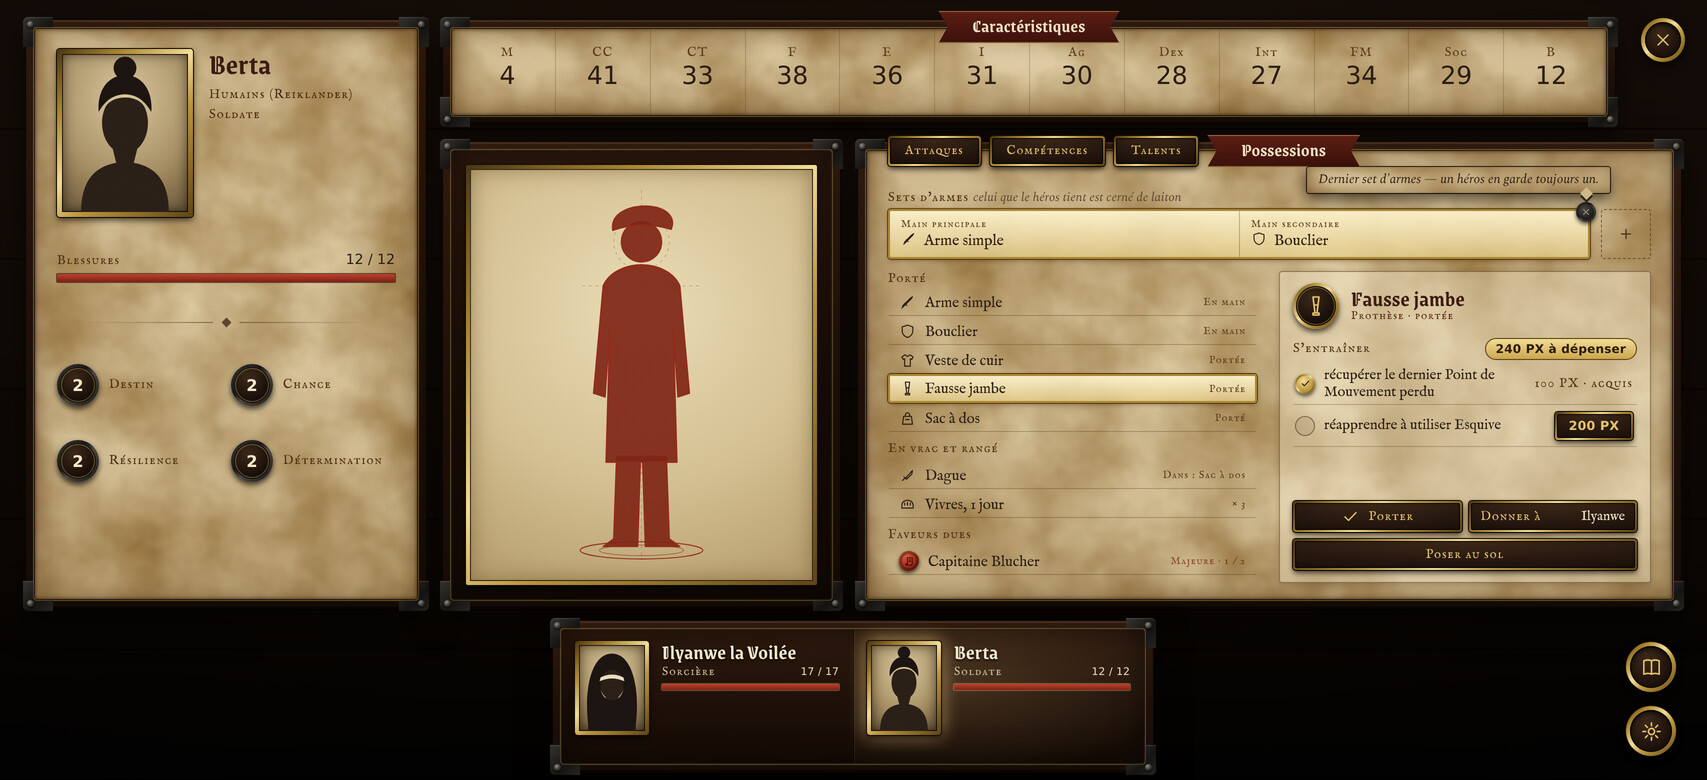 Berta
Humains (Reiklander)
Soldate
Blessures 12 / 12
2 Destin 2 Chance
2 Résilience 2 Détermination
Caractéristiques
M CC CT F E I Ag Dex Int FM Soc B
4 41 33 38 36 31 30 28 27 34 29 12
Attaques Compétences Talents Possessions
Dernier set d'armes — un héros en garde toujours un.
Sets d'armes celui que le héros tient est cerné de laiton
Main principale Main secondaire
Arme simple Bouclier +
Porté
Arme simple En main
Bouclier En main
Veste de cuir Portée
Fausse jambe Portée
Sac à dos Porté
En vrac et rangé
Dague Dans : Sac à dos
Vivres, 1 jour × 3
Faveurs dues
Capitaine Blucher Majeure · 1 / 2
Fausse jambe
Prothèse · portée
S'entraîner 240 PX à dépenser
récupérer le dernier Point de
Mouvement perdu 100 PX · acquis
réapprendre à utiliser Esquive 200 PX
Porter Donner à Ilyanwe
Poser au sol
Ilyanwe la Voilée
Sorcière 17 / 17
Berta
Soldate 12 / 12